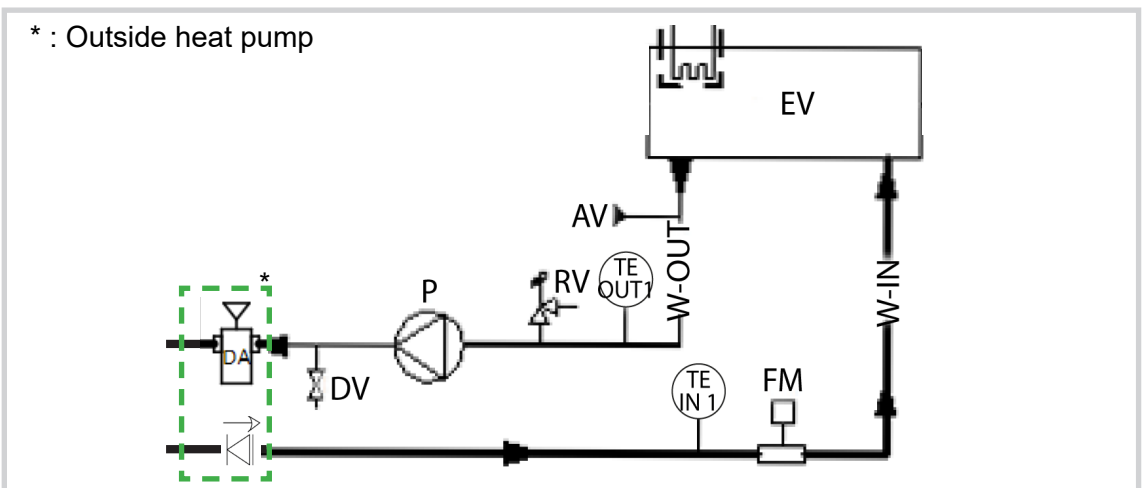 * : Outside heat pump
EV
AV
W-OUT
W-IN
TE
OUT1
RV
P
*
DA
DV
TE
IN 1
FM